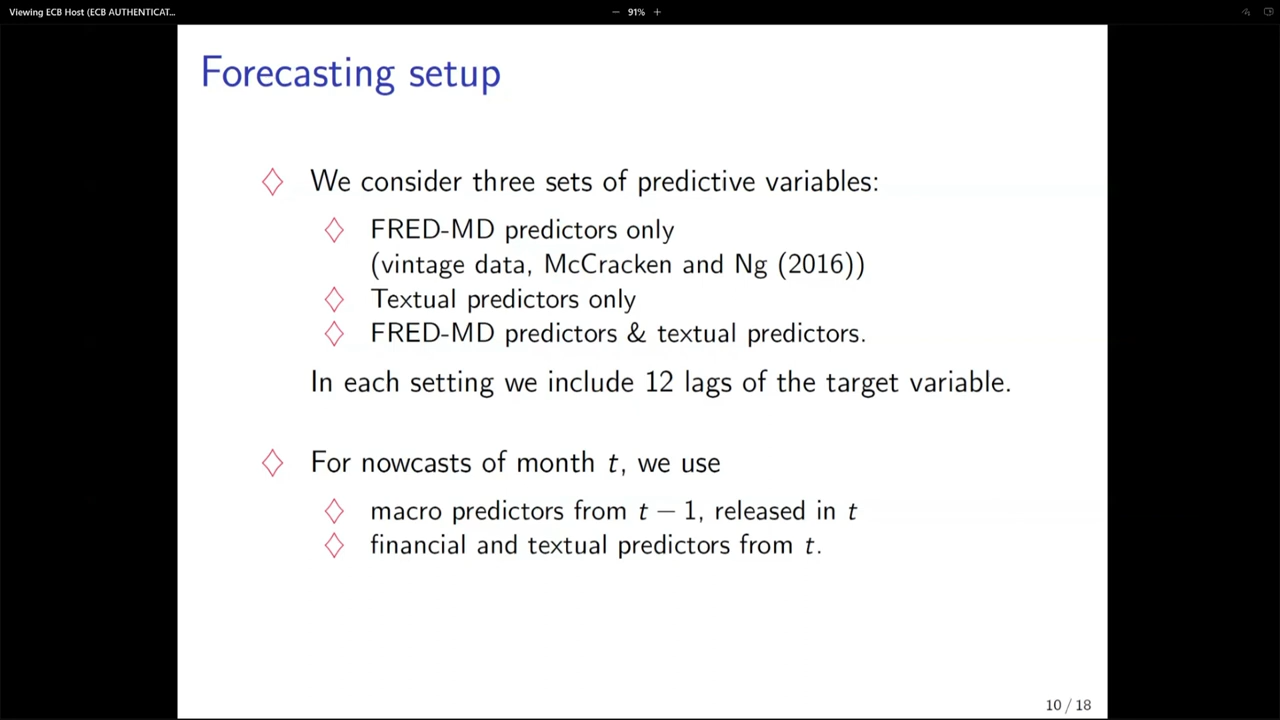 Viewing ECB Host (ECB AUTHENTICAT...
− 91% +
Forecasting setup
We consider three sets of predictive variables:
FRED-MD predictors only
(vintage data, McCracken and Ng (2016))
Textual predictors only
FRED-MD predictors & textual predictors.
In each setting we include 12 lags of the target variable.
For nowcasts of month t, we use
macro predictors from t − 1, released in t
financial and textual predictors from t.
10 / 18